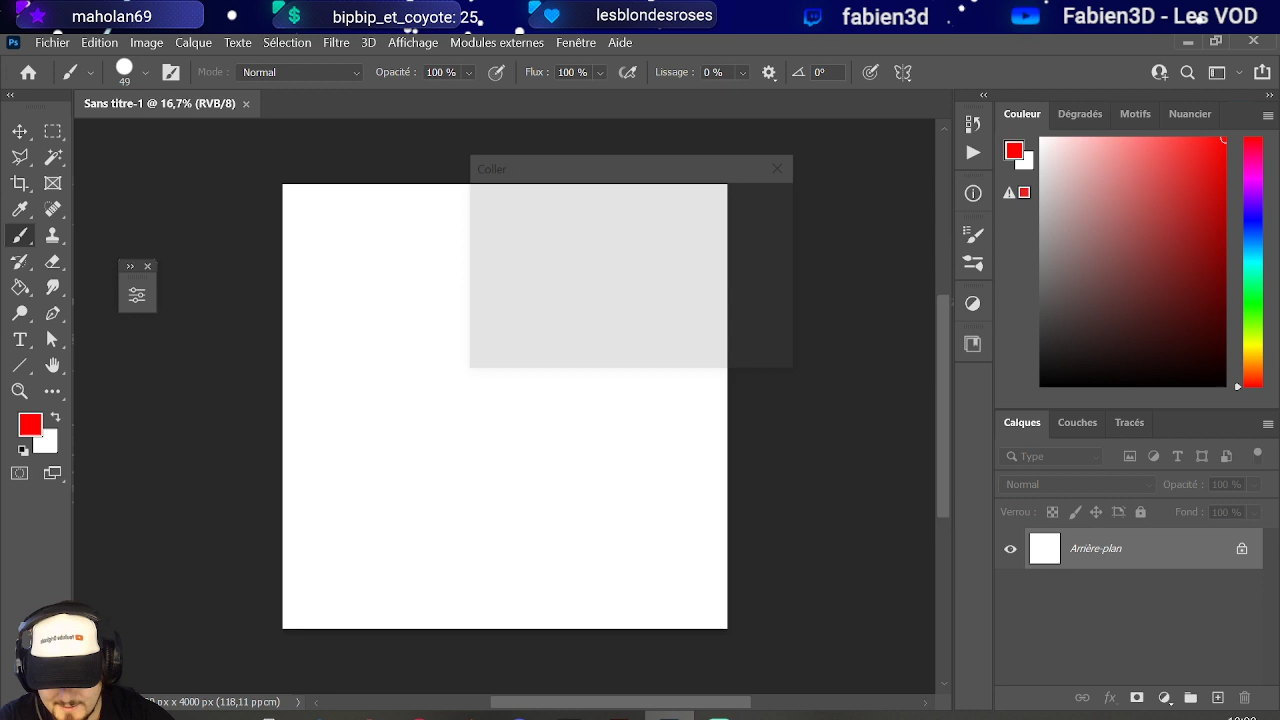 maholan69
bipbip_et_coyote: 25
lesblondesroses
fabien3d
Fabien3D - Les VOD
Ps
Fichier Edition Image Calque Texte Sélection Filtre 3D Affichage Modules externes Fenêtre Aide
49
Mode : Normal Opacité : 100 % Flux : 100 % Lissage : 0 % 0°
Sans titre-1 @ 16,7% (RVB/8)
Couleur Dégradés Motifs Nuancier
Coller
Calques Couches Tracés
Type
Normal Opacité : 100 %
Verrou : Fond : 100 %
Arrière-plan
px x 4000 px (118,11 ppcm)